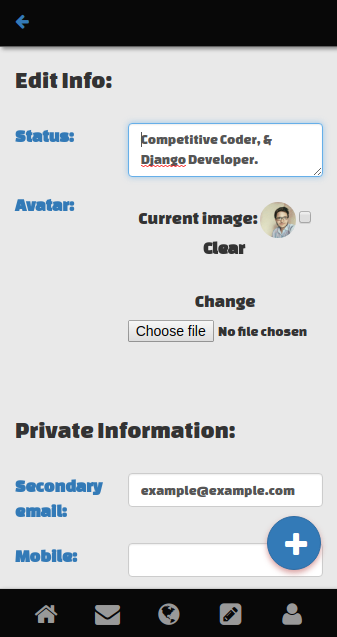 Edit Info:
Status:
Competitive Coder, &
Django Developer.
Avatar:
Current image:
Clear
Change
Choose file No file chosen
Private Information:
Secondary
email:
example@example.com
Mobile: